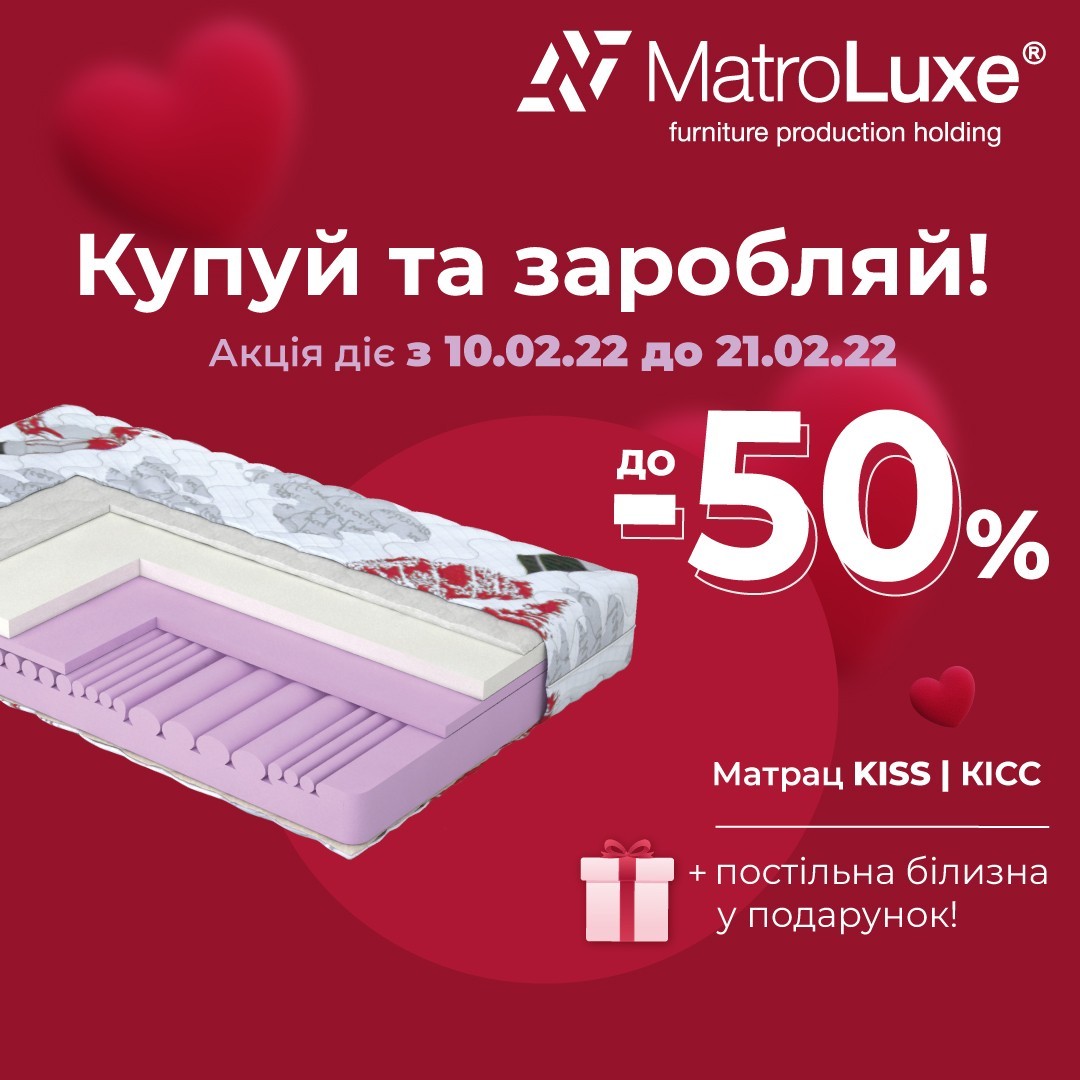 MatroLuxe®
furniture production holding
Купуй та заробляй!
Акція діє з 10.02.22 до 21.02.22
до
-50%
Матрац KISS | КІСС
+ постільна білизна
у подарунок!